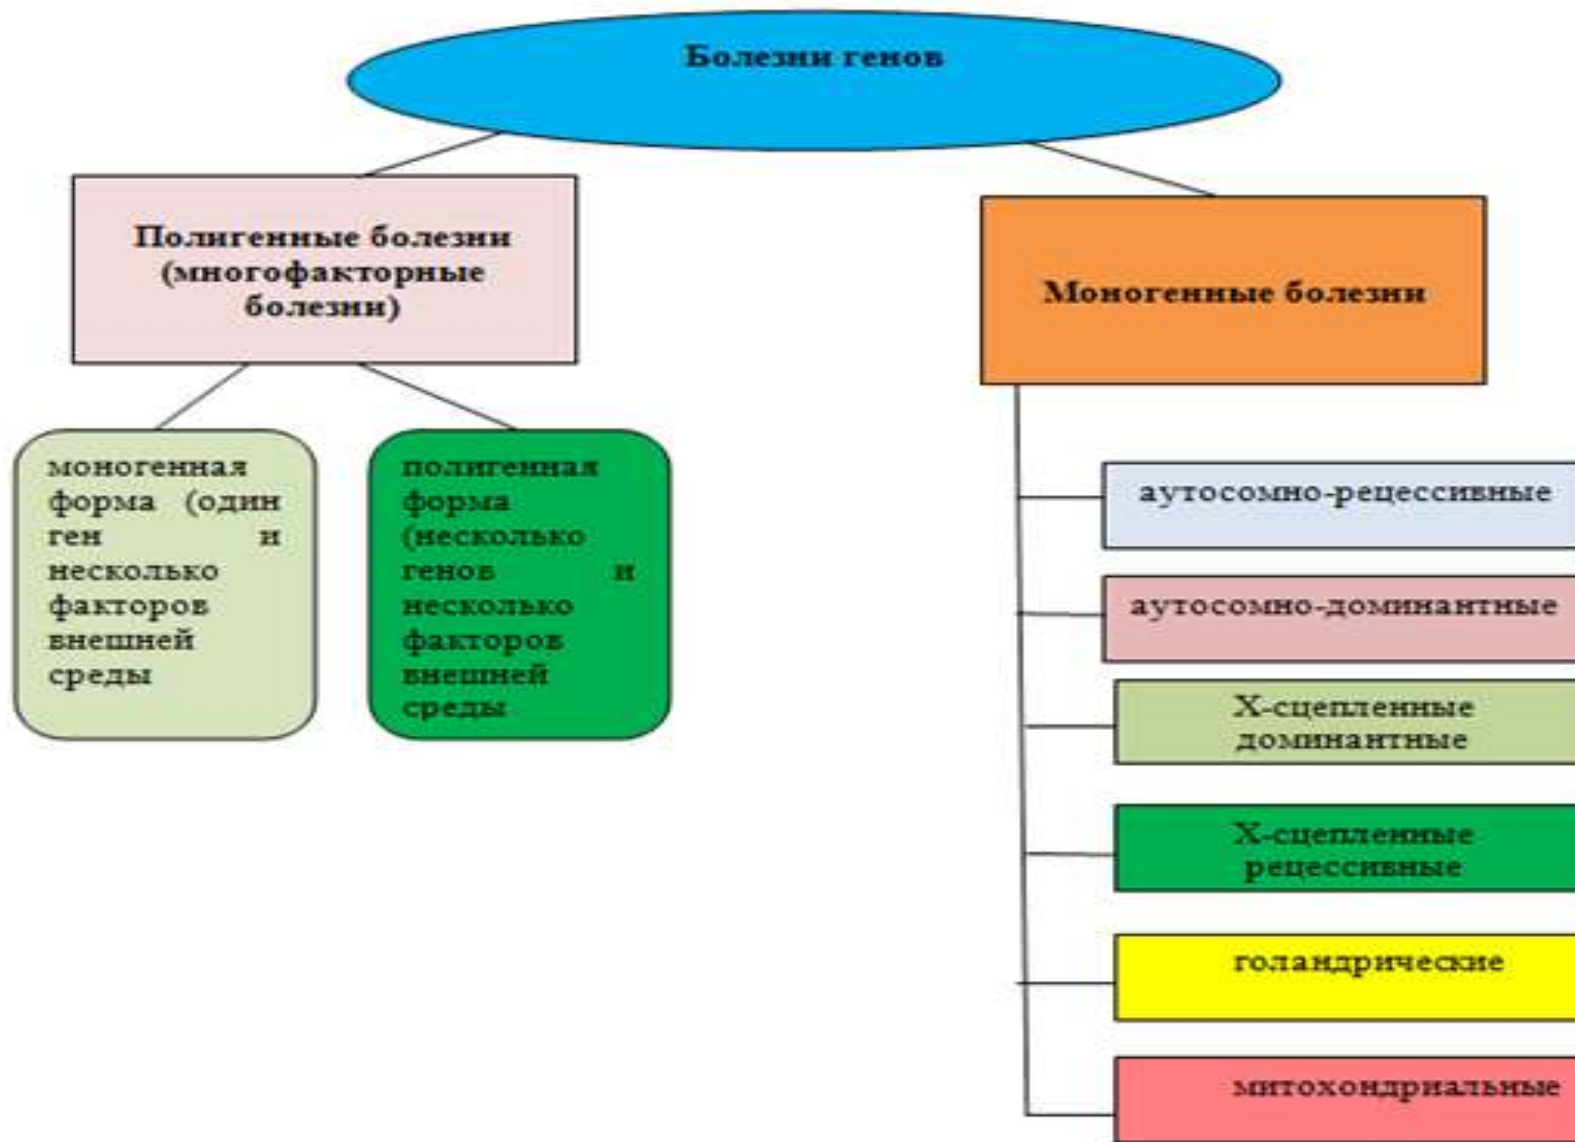 Болезни генов
Полигенные болезни
(многофакторные
болезни)
Моногенные болезни
моногенная
форма (один
ген и
несколько
факторов
внешней
среды
полигенная
форма
(несколько
генов и
несколько
факторов
внешней
среды
аутосомно-рецессивные
аутосомно-доминантные
Х-сцепленные
доминантные
Х-сцепленные
рецессивные
голандрические
митохондриальные